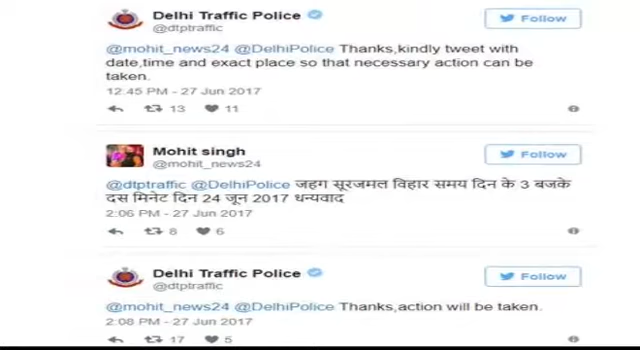 Delhi Traffic Police
Follow
@dtptraffic
@mohit_news24 @DelhiPolice Thanks,kindly tweet with
date,time and exact place so that necessary action can be
taken.
12:45 PM - 27 Jun 2017
13 11
Mohit singh
Follow
@mohit_news24
@dtptraffic @DelhiPolice जहग सूरजमल विहार समय दिन के 3 बजके
दस मिनेट दिन 24 जून 2017 धन्यवाद
2:06 PM - 27 Jun 2017
8 6
Delhi Traffic Police
Follow
@dtptraffic
@mohit_news24 @DelhiPolice Thanks,action will be taken.
2:08 PM - 27 Jun 2017
17 5